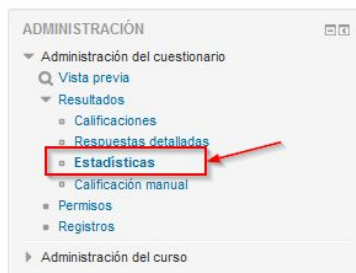 ADMINISTRACIÓN
Administración del cuestionario
Vista previa
Resultados
Calificaciones
Respuestas detalladas
Estadísticas
Calificación manual
Permisos
Registros
Administración del curso